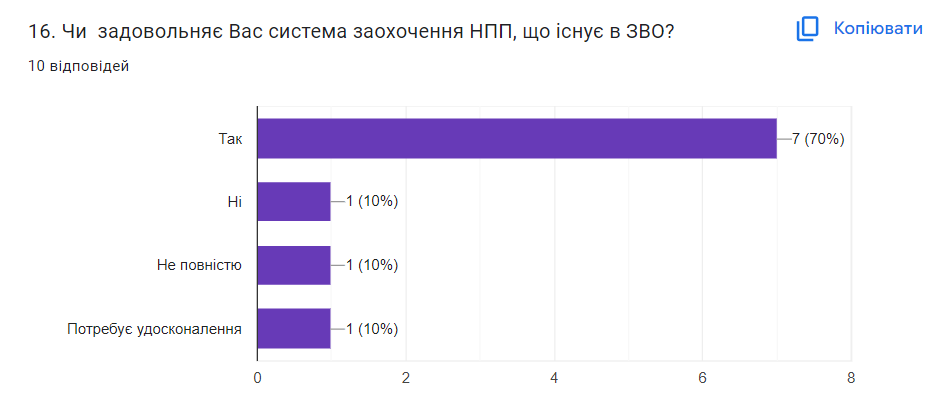 16. Чи задовольняє Вас система заохочення НПП, що існує в ЗВО?
Копіювати
10 відповідей
Так
7 (70%)
Ні
1 (10%)
Не повністю
1 (10%)
Потребує удосконалення
1 (10%)
0 2 4 6 8